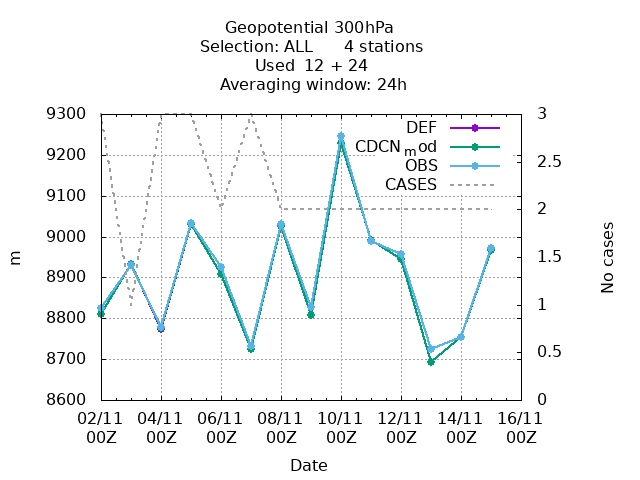 Geopotential 300hPa
Selection: ALL 4 stations
Used 12 + 24
Averaging window: 24h
9300
9200
9100
9000
8900
8800
8700
8600
m
3
2.5
2
1.5
1
0.5
0
No cases
DEF
CDCNmod
OBS
CASES
02/11 04/11 06/11 08/11 10/11 12/11 14/11 16/11
00Z 00Z 00Z 00Z 00Z 00Z 00Z 00Z
Date